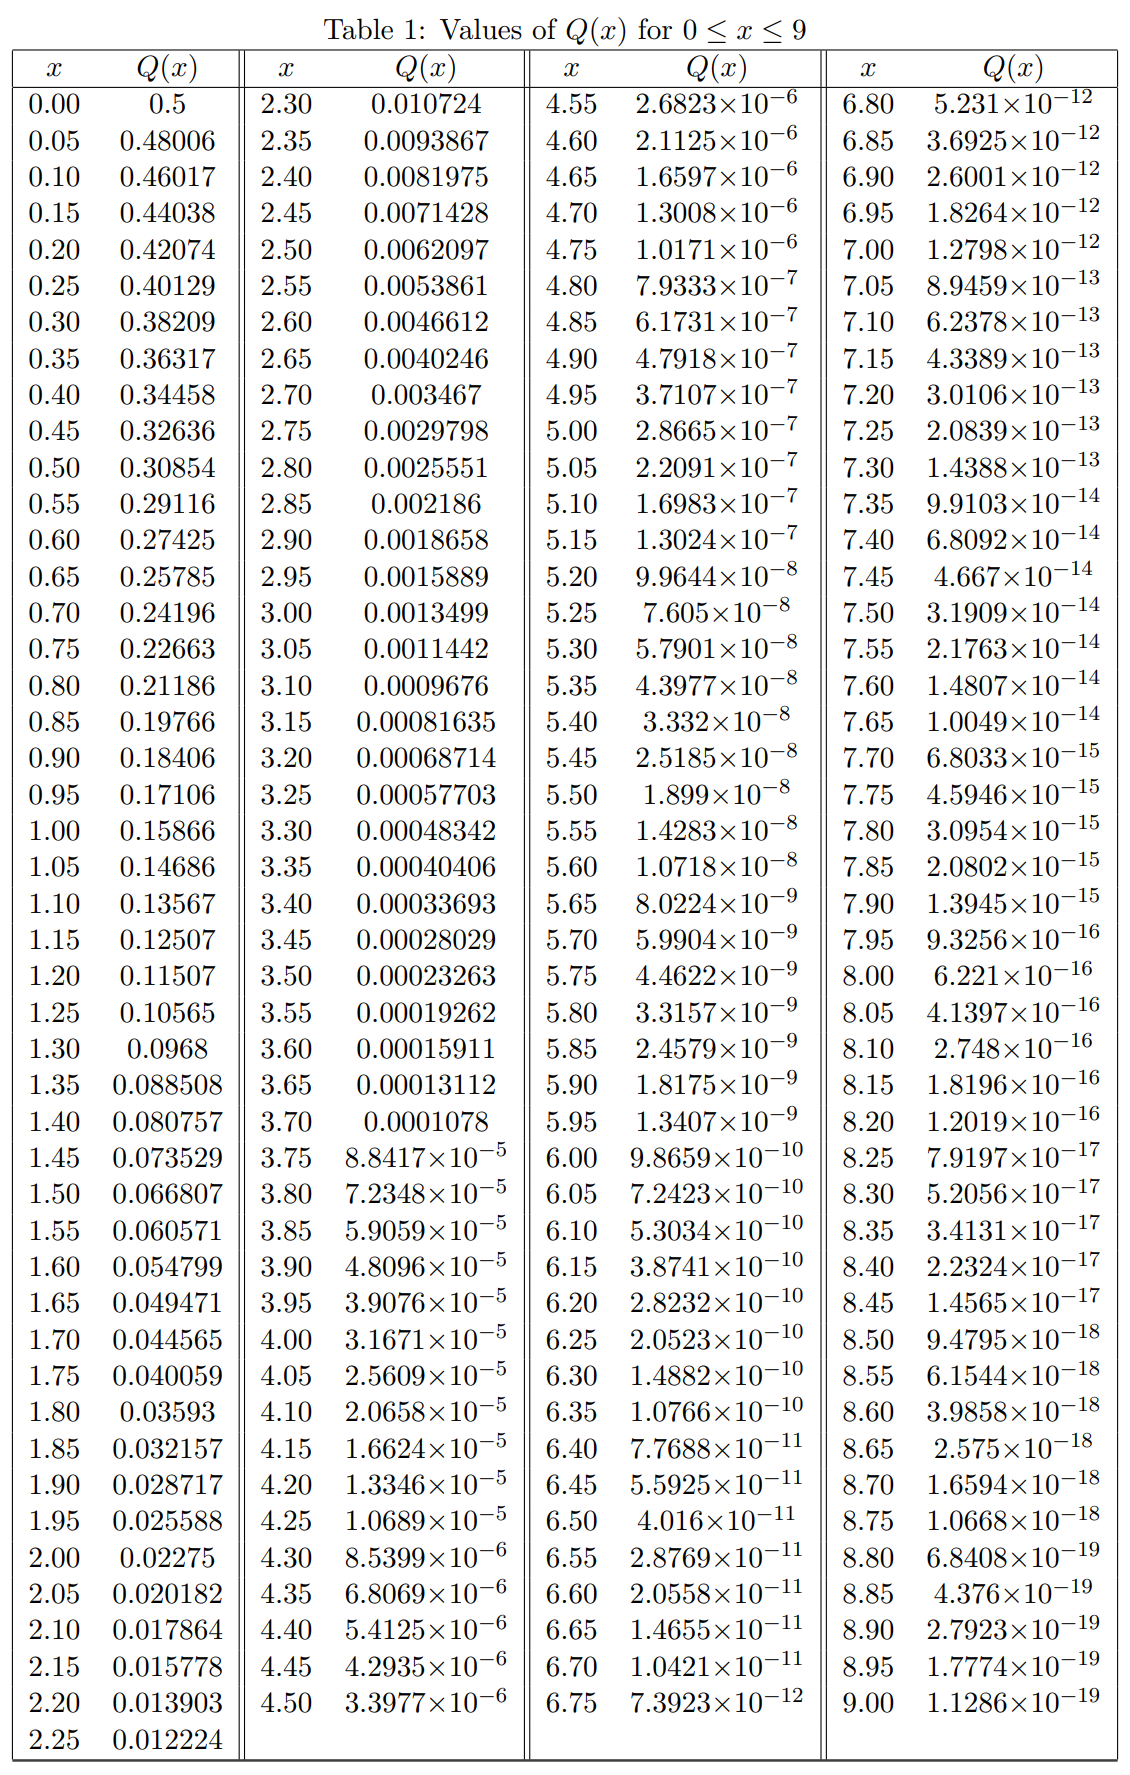 Table 1: Values of Q(x) for 0 ≤ x ≤ 9
x Q(x) x Q(x) x Q(x) x Q(x)
0.00 0.5 2.30 0.010724 4.55 2.6823×10⁻⁶ 6.80 5.231×10⁻¹²
0.05 0.48006 2.35 0.0093867 4.60 2.1125×10⁻⁶ 6.85 3.6925×10⁻¹²
0.10 0.46017 2.40 0.0081975 4.65 1.6597×10⁻⁶ 6.90 2.6001×10⁻¹²
0.15 0.44038 2.45 0.0071428 4.70 1.3008×10⁻⁶ 6.95 1.8264×10⁻¹²
0.20 0.42074 2.50 0.0062097 4.75 1.0171×10⁻⁶ 7.00 1.2798×10⁻¹²
0.25 0.40129 2.55 0.0053861 4.80 7.9333×10⁻⁷ 7.05 8.9459×10⁻¹³
0.30 0.38209 2.60 0.0046612 4.85 6.1731×10⁻⁷ 7.10 6.2378×10⁻¹³
0.35 0.36317 2.65 0.0040246 4.90 4.7918×10⁻⁷ 7.15 4.3389×10⁻¹³
0.40 0.34458 2.70 0.003467 4.95 3.7107×10⁻⁷ 7.20 3.0106×10⁻¹³
0.45 0.32636 2.75 0.0029798 5.00 2.8665×10⁻⁷ 7.25 2.0839×10⁻¹³
0.50 0.30854 2.80 0.0025551 5.05 2.2091×10⁻⁷ 7.30 1.4388×10⁻¹³
0.55 0.29116 2.85 0.002186 5.10 1.6983×10⁻⁷ 7.35 9.9103×10⁻¹⁴
0.60 0.27425 2.90 0.0018658 5.15 1.3024×10⁻⁷ 7.40 6.8092×10⁻¹⁴
0.65 0.25785 2.95 0.0015889 5.20 9.9644×10⁻⁸ 7.45 4.667×10⁻¹⁴
0.70 0.24196 3.00 0.0013499 5.25 7.605×10⁻⁸ 7.50 3.1909×10⁻¹⁴
0.75 0.22663 3.05 0.0011442 5.30 5.7901×10⁻⁸ 7.55 2.1763×10⁻¹⁴
0.80 0.21186 3.10 0.0009676 5.35 4.3977×10⁻⁸ 7.60 1.4807×10⁻¹⁴
0.85 0.19766 3.15 0.00081635 5.40 3.332×10⁻⁸ 7.65 1.0049×10⁻¹⁴
0.90 0.18406 3.20 0.00068714 5.45 2.5185×10⁻⁸ 7.70 6.8033×10⁻¹⁵
0.95 0.17106 3.25 0.00057703 5.50 1.899×10⁻⁸ 7.75 4.5946×10⁻¹⁵
1.00 0.15866 3.30 0.00048342 5.55 1.4283×10⁻⁸ 7.80 3.0954×10⁻¹⁵
1.05 0.14686 3.35 0.00040406 5.60 1.0718×10⁻⁸ 7.85 2.0802×10⁻¹⁵
1.10 0.13567 3.40 0.00033693 5.65 8.0224×10⁻⁹ 7.90 1.3945×10⁻¹⁵
1.15 0.12507 3.45 0.00028029 5.70 5.9904×10⁻⁹ 7.95 9.3256×10⁻¹⁶
1.20 0.11507 3.50 0.00023263 5.75 4.4622×10⁻⁹ 8.00 6.221×10⁻¹⁶
1.25 0.10565 3.55 0.00019262 5.80 3.3157×10⁻⁹ 8.05 4.1397×10⁻¹⁶
1.30 0.0968 3.60 0.00015911 5.85 2.4579×10⁻⁹ 8.10 2.748×10⁻¹⁶
1.35 0.088508 3.65 0.00013112 5.90 1.8175×10⁻⁹ 8.15 1.8196×10⁻¹⁶
1.40 0.080757 3.70 0.0001078 5.95 1.3407×10⁻⁹ 8.20 1.2019×10⁻¹⁶
1.45 0.073529 3.75 8.8417×10⁻⁵ 6.00 9.8659×10⁻¹⁰ 8.25 7.9197×10⁻¹⁷
1.50 0.066807 3.80 7.2348×10⁻⁵ 6.05 7.2423×10⁻¹⁰ 8.30 5.2056×10⁻¹⁷
1.55 0.060571 3.85 5.9059×10⁻⁵ 6.10 5.3034×10⁻¹⁰ 8.35 3.4131×10⁻¹⁷
1.60 0.054799 3.90 4.8096×10⁻⁵ 6.15 3.8741×10⁻¹⁰ 8.40 2.2324×10⁻¹⁷
1.65 0.049471 3.95 3.9076×10⁻⁵ 6.20 2.8232×10⁻¹⁰ 8.45 1.4565×10⁻¹⁷
1.70 0.044565 4.00 3.1671×10⁻⁵ 6.25 2.0523×10⁻¹⁰ 8.50 9.4795×10⁻¹⁸
1.75 0.040059 4.05 2.5609×10⁻⁵ 6.30 1.4882×10⁻¹⁰ 8.55 6.1544×10⁻¹⁸
1.80 0.03593 4.10 2.0658×10⁻⁵ 6.35 1.0766×10⁻¹⁰ 8.60 3.9858×10⁻¹⁸
1.85 0.032157 4.15 1.6624×10⁻⁵ 6.40 7.7688×10⁻¹¹ 8.65 2.575×10⁻¹⁸
1.90 0.028717 4.20 1.3346×10⁻⁵ 6.45 5.5925×10⁻¹¹ 8.70 1.6594×10⁻¹⁸
1.95 0.025588 4.25 1.0689×10⁻⁵ 6.50 4.016×10⁻¹¹ 8.75 1.0668×10⁻¹⁸
2.00 0.02275 4.30 8.5399×10⁻⁶ 6.55 2.8769×10⁻¹¹ 8.80 6.8408×10⁻¹⁹
2.05 0.020182 4.35 6.8069×10⁻⁶ 6.60 2.0558×10⁻¹¹ 8.85 4.376×10⁻¹⁹
2.10 0.017864 4.40 5.4125×10⁻⁶ 6.65 1.4655×10⁻¹¹ 8.90 2.7923×10⁻¹⁹
2.15 0.015778 4.45 4.2935×10⁻⁶ 6.70 1.0421×10⁻¹¹ 8.95 1.7774×10⁻¹⁹
2.20 0.013903 4.50 3.3977×10⁻⁶ 6.75 7.3923×10⁻¹² 9.00 1.1286×10⁻¹⁹
2.25 0.012224